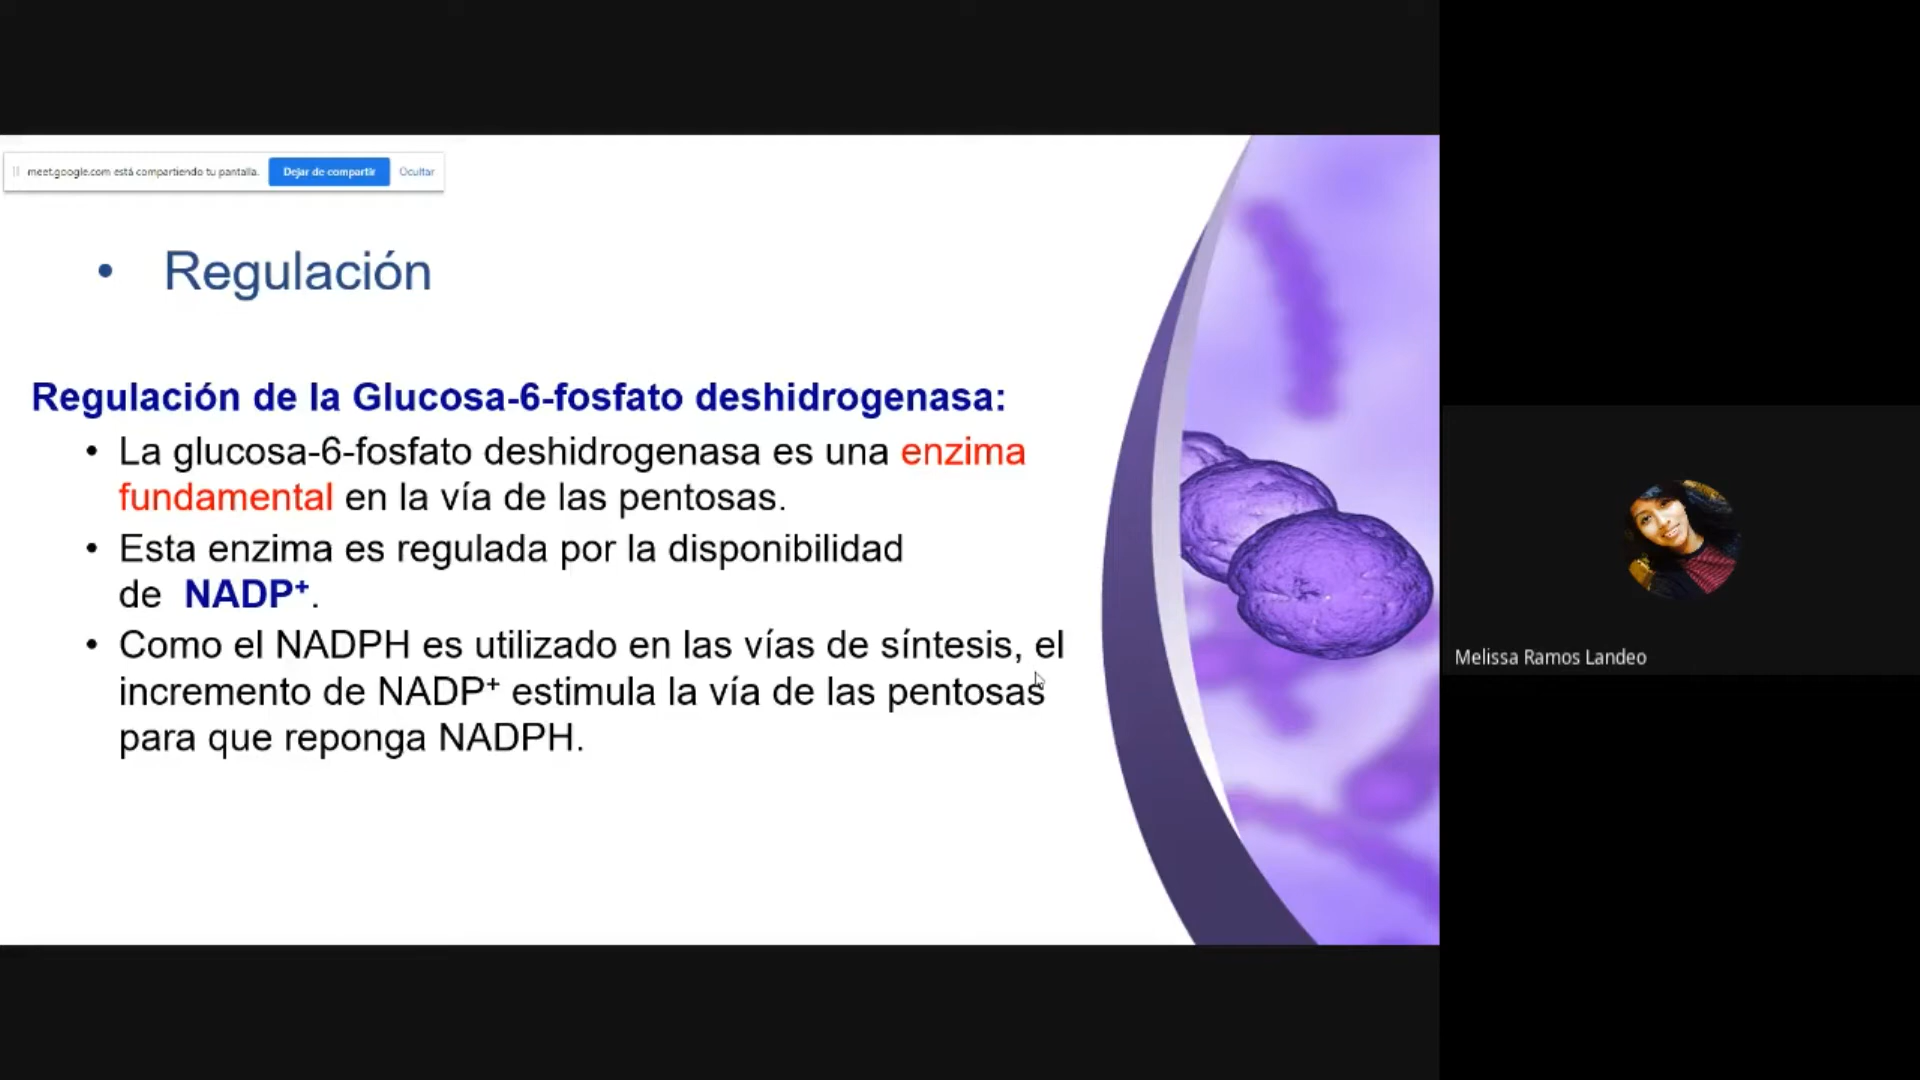 meet.google.com está compartiendo tu pantalla. Dejar de compartir Ocultar
• Regulación
Regulación de la Glucosa-6-fosfato deshidrogenasa:
• La glucosa-6-fosfato deshidrogenasa es una enzima
fundamental en la vía de las pentosas.
• Esta enzima es regulada por la disponibilidad
de NADP⁺.
• Como el NADPH es utilizado en las vías de síntesis, el
incremento de NADP⁺ estimula la vía de las pentosas
para que reponga NADPH.
Melissa Ramos Landeo